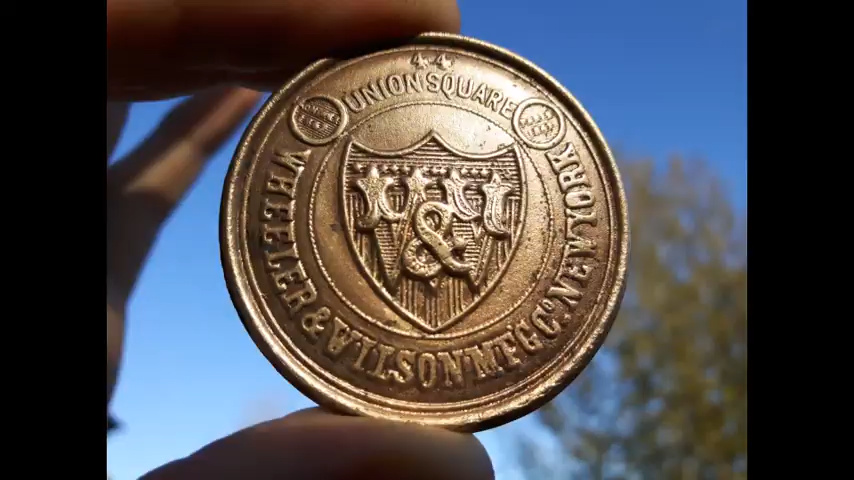 44
UNION SQUARE
WHEELER & WILSON MFG Cº. NEW YORK
W&W